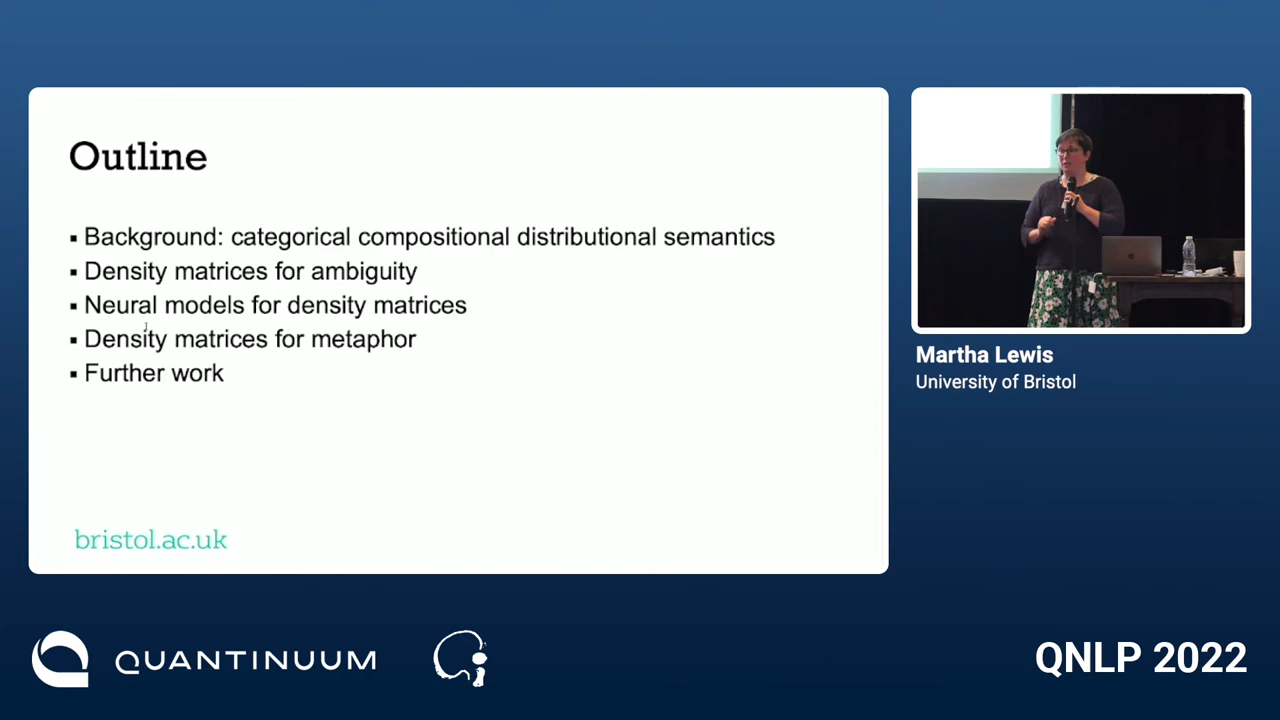 Outline
▪ Background: categorical compositional distributional semantics
▪ Density matrices for ambiguity
▪ Neural models for density matrices
▪ Density matrices for metaphor
▪ Further work
bristol.ac.uk
Martha Lewis
University of Bristol
QUANTINUUM
QNLP 2022